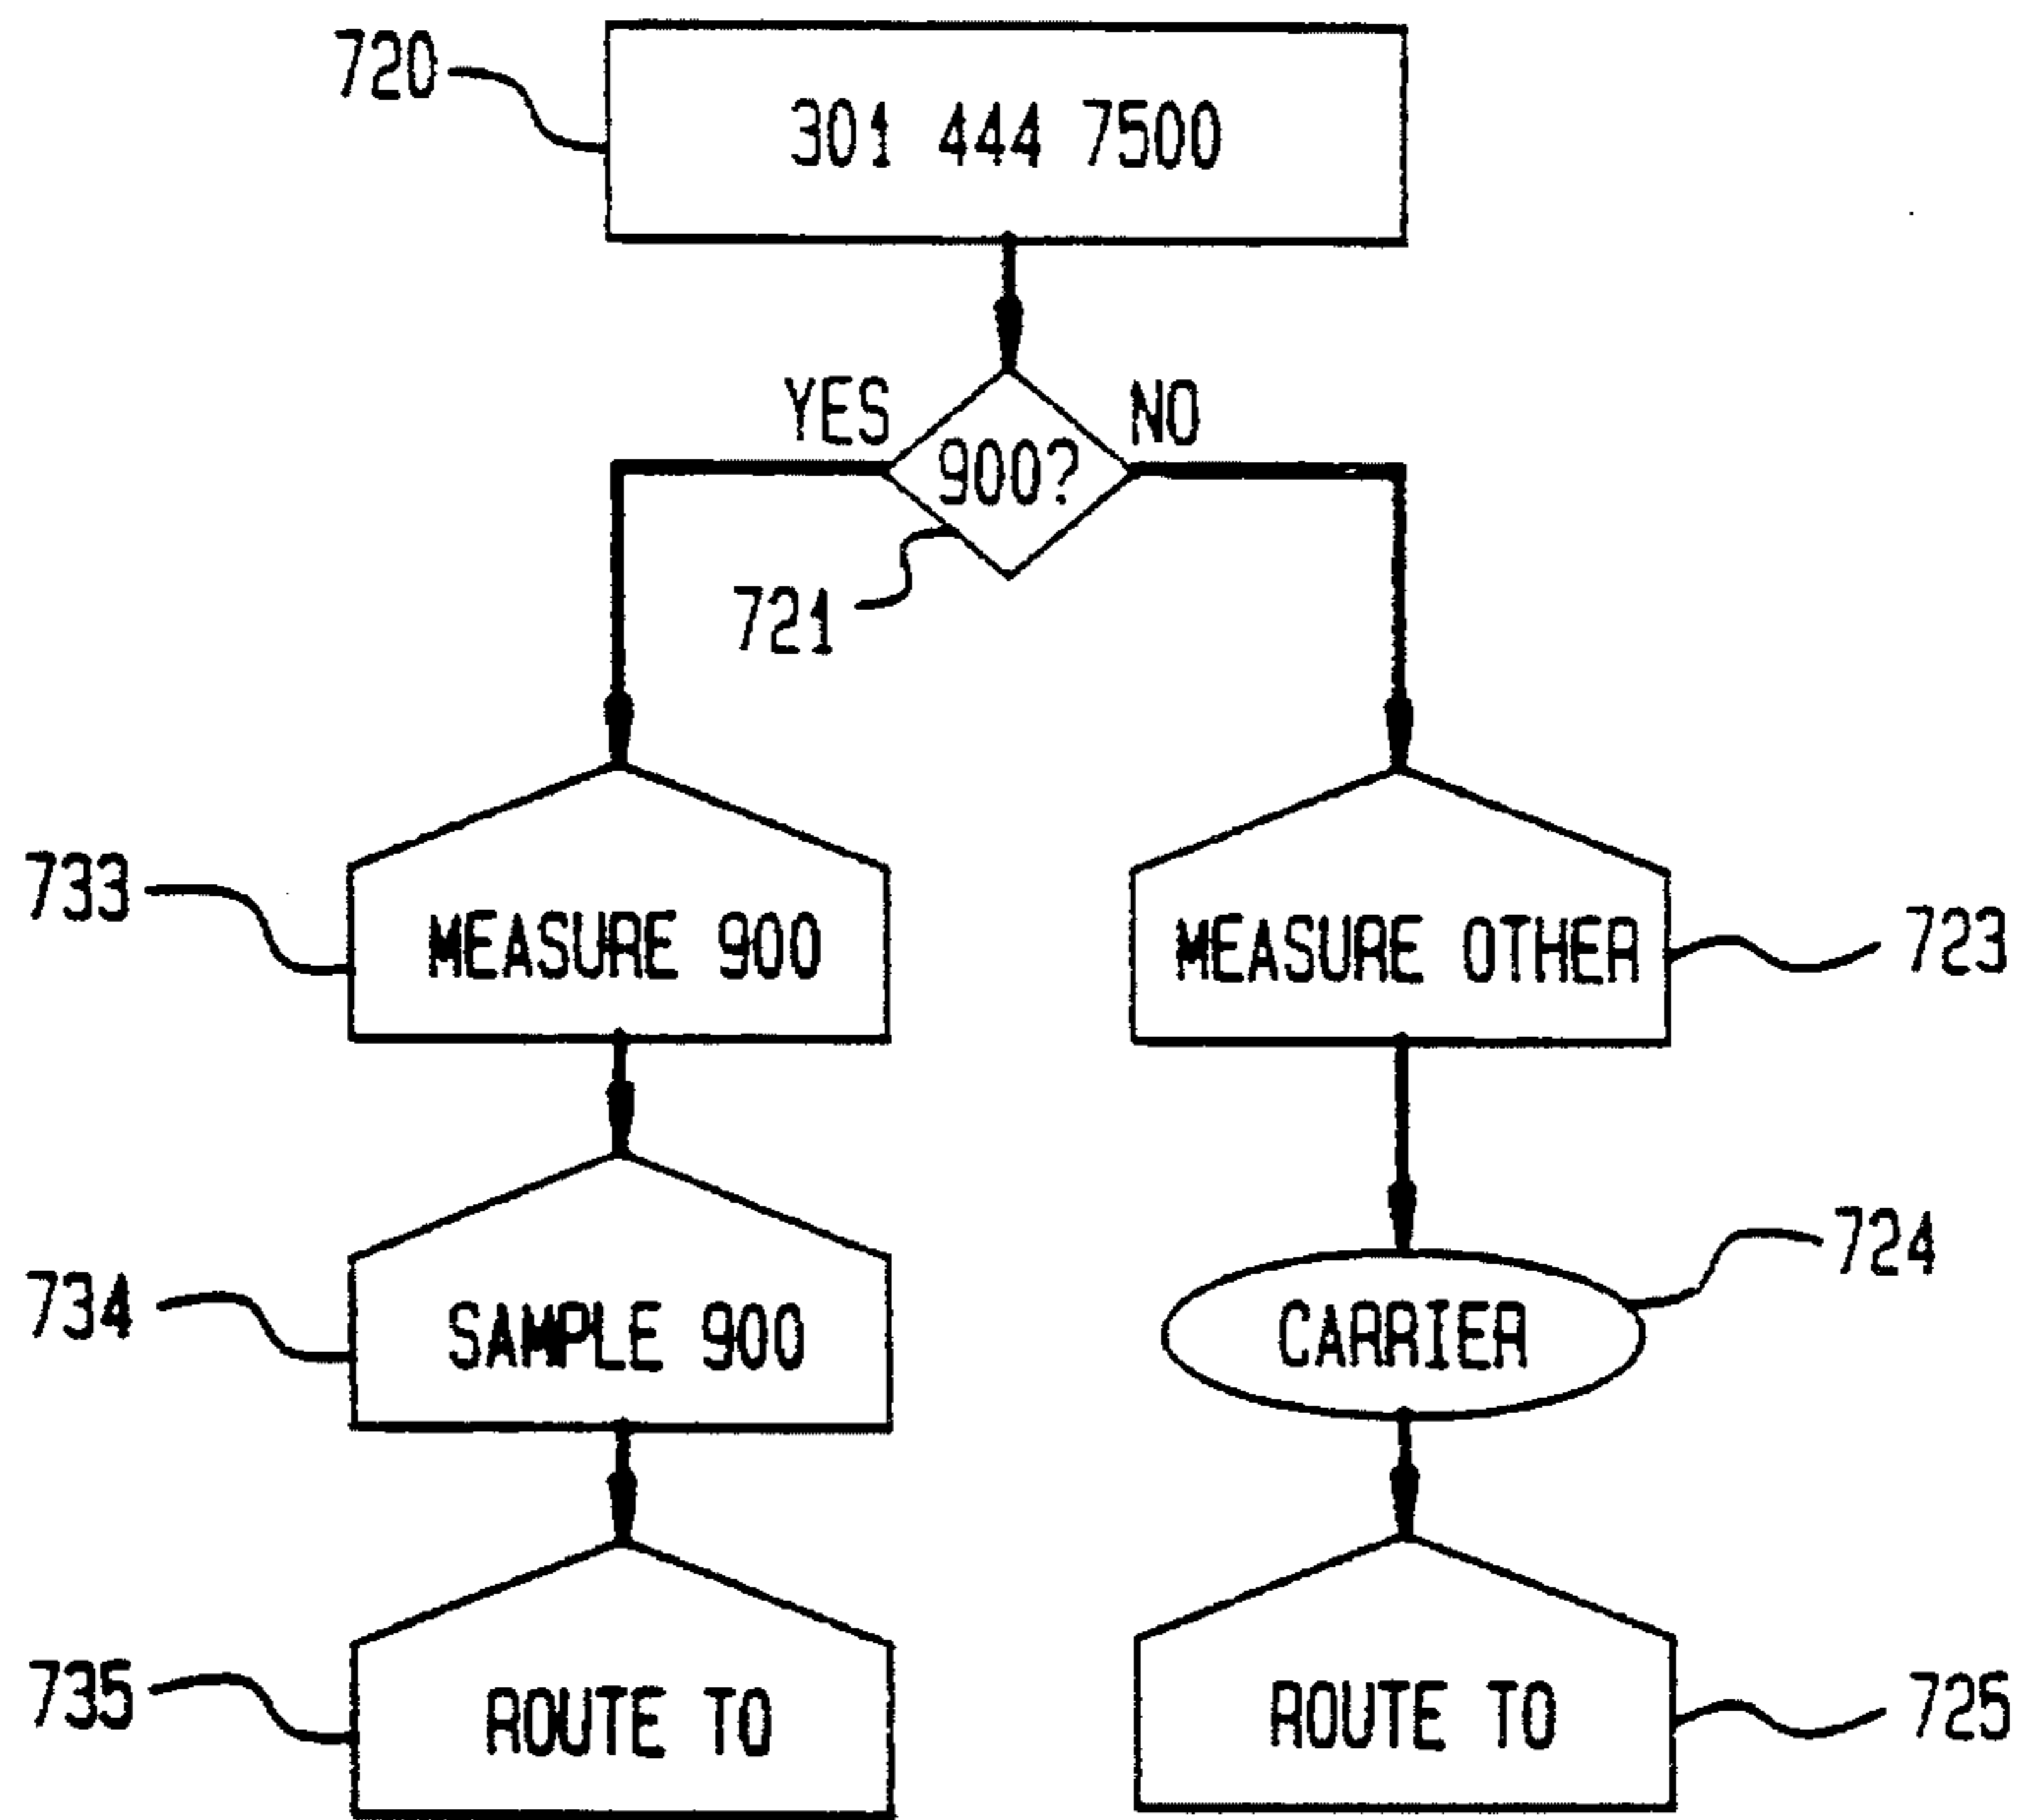 720
301 444 7500
YES
NO
900?
721
733
MEASURE 900
MEASURE OTHER
723
734
SAMPLE 900
CARRIER
724
735
ROUTE TO
ROUTE TO
725